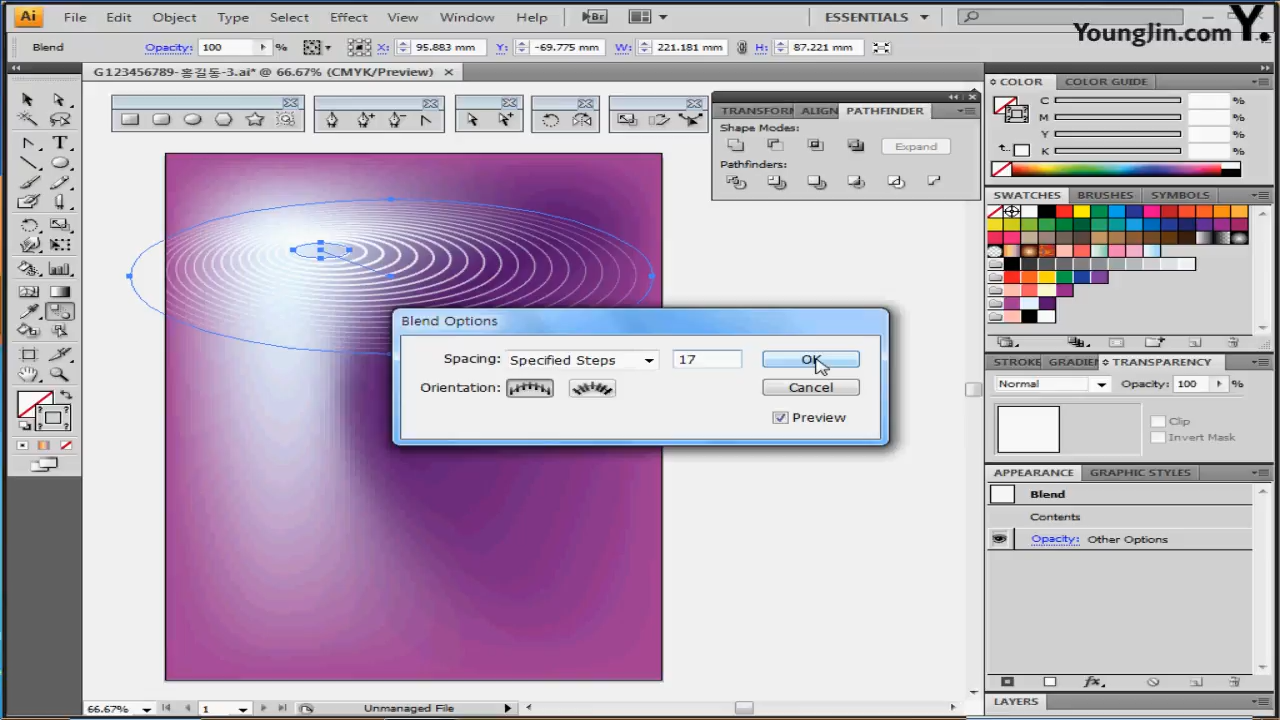 Ai File Edit Object Type Select Effect View Window Help Br ESSENTIALS
YoungJin.com Y.
Blend Opacity: 100 % X: 95.883 mm Y: -69.775 mm W: 221.181 mm H: 87.221 mm
G123456789-홍길동-3.ai* @ 66.67% (CMYK/Preview)
COLOR COLOR GUIDE
C %
M %
Y %
K %
TRANSFORM ALIGN PATHFINDER
Shape Modes:
Expand
Pathfinders:
SWATCHES BRUSHES SYMBOLS
Blend Options
Spacing: Specified Steps 17 OK
Orientation: Cancel
Preview
STROKE GRADIEN TRANSPARENCY
Normal Opacity: 100 %
Clip
Invert Mask
APPEARANCE GRAPHIC STYLES
Blend
Contents
Opacity: Other Options
fx
LAYERS
66.67% 1 Unmanaged File